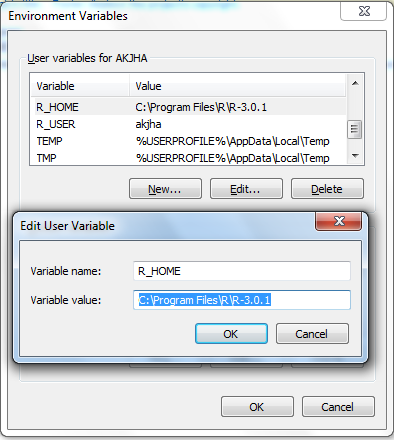 Environment Variables
User variables for AKJHA
Variable Value
R_HOME C:\Program Files\R\R-3.0.1
R_USER akjha
TEMP %USERPROFILE%\AppData\Local\Temp
TMP %USERPROFILE%\AppData\Local\Temp
New... Edit... Delete
Edit User Variable
Variable name: R_HOME
Variable value: C:\Program Files\R\R-3.0.1
OK Cancel
OK Cancel